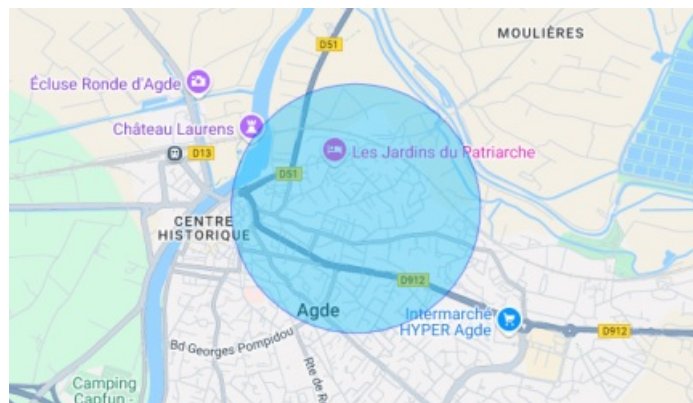 D51
MOULIÈRES
Écluse Ronde d'Agde
Château Laurens
D13
Les Jardins du Patriarche
D51
CENTRE
HISTORIQUE
D912
Agde
Intermarché
HYPER Agde
D912
Bd Georges Pompidou
Rte de R
Camping
Capfun -